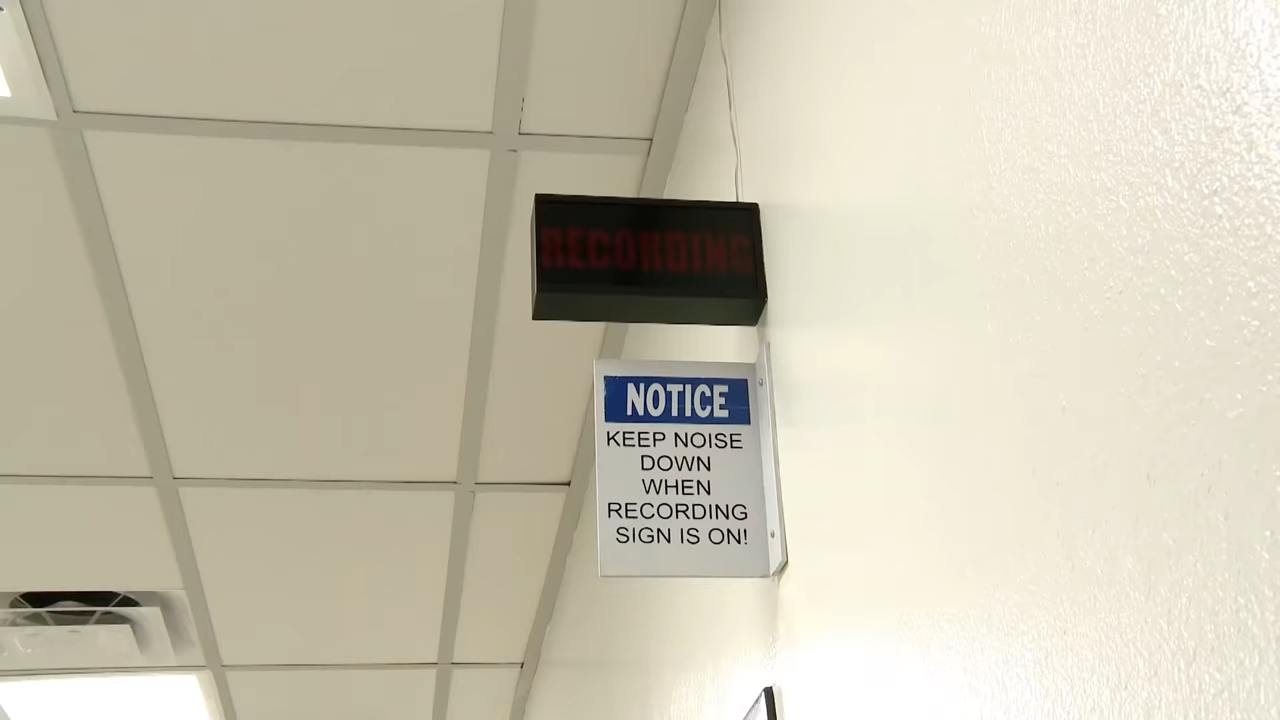 RECORDING
NOTICE
KEEP NOISE
DOWN
WHEN
RECORDING
SIGN IS ON!